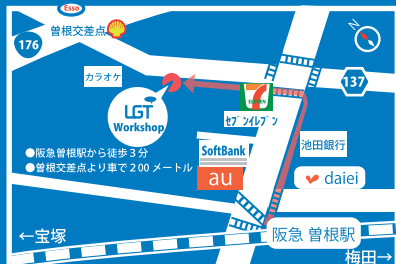 Esso
曽根交差点
176
N
カラオケ
137
7
ELEVEN
ｾﾌﾞﾝｲﾚﾌﾞﾝ
LGT
Workshop
池田銀行
●阪急曽根駅から徒歩３分
●曽根交差点より車で２００メートル
SoftBank
au
daiei
←宝塚
阪急 曽根駅
梅田→